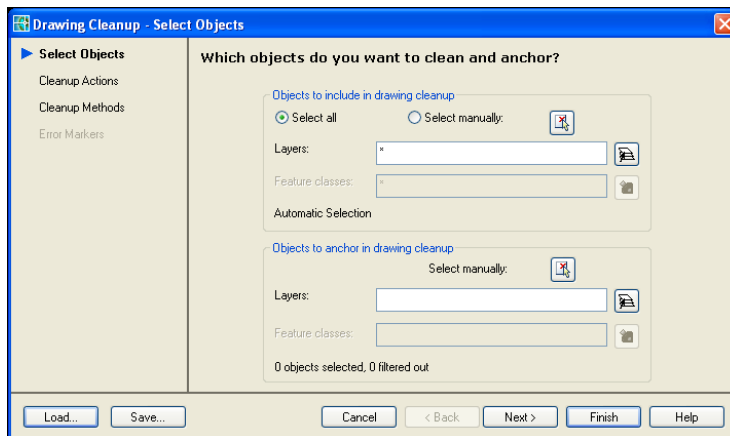 Drawing Cleanup - Select Objects
Select Objects
Cleanup Actions
Cleanup Methods
Error Markers
Which objects do you want to clean and anchor?
Objects to include in drawing cleanup
Select all Select manually:
Layers: *
Feature classes: *
Automatic Selection
Objects to anchor in drawing cleanup
Select manually:
Layers:
Feature classes:
0 objects selected, 0 filtered out
Load... Save... Cancel < Back Next > Finish Help